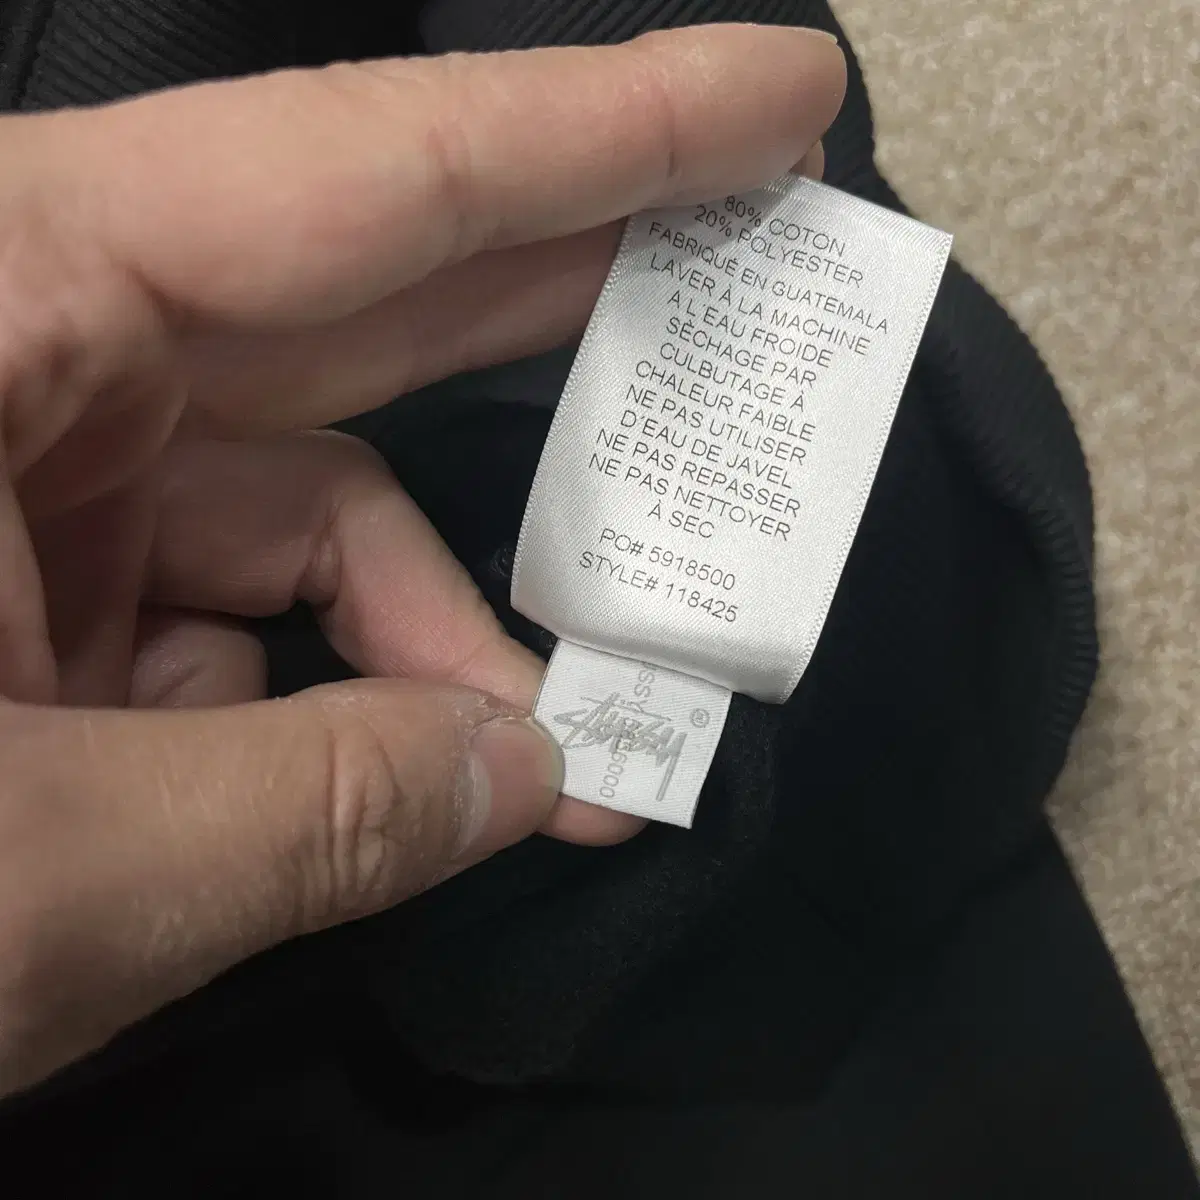 80% COTON
20% POLYESTER
FABRIQUÉ EN GUATEMALA
LAVER À LA MACHINE
A L'EAU FROIDE
SÈCHAGE PAR
CULBUTAGE À
CHALEUR FAIBLE
NE PAS UTILISER
D'EAU DE JAVEL
NE PAS REPASSER
NE PAS NETTOYER
À SEC
PO# 5918500
STYLE# 118425
Stüssy ®